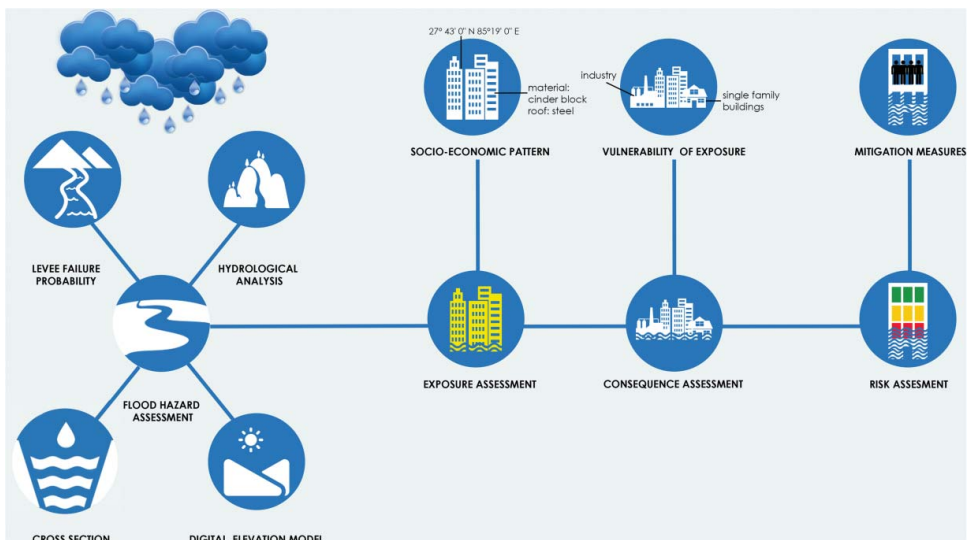 27° 43' 0" N 85°19' 0" E
material:
cinder block
roof: steel
industry
single family
buildings
SOCIO-ECONOMIC PATTERN
VULNERABILITY OF EXPOSURE
MITIGATION MEASURES
LEVEE FAILURE
PROBABILITY
HYDROLOGICAL
ANALYSIS
EXPOSURE ASSESSMENT
CONSEQUENCE ASSESSMENT
RISK ASSESMENT
FLOOD HAZARD
ASSESSMENT
CROSS SECTION
DIGITAL ELEVATION MODEL